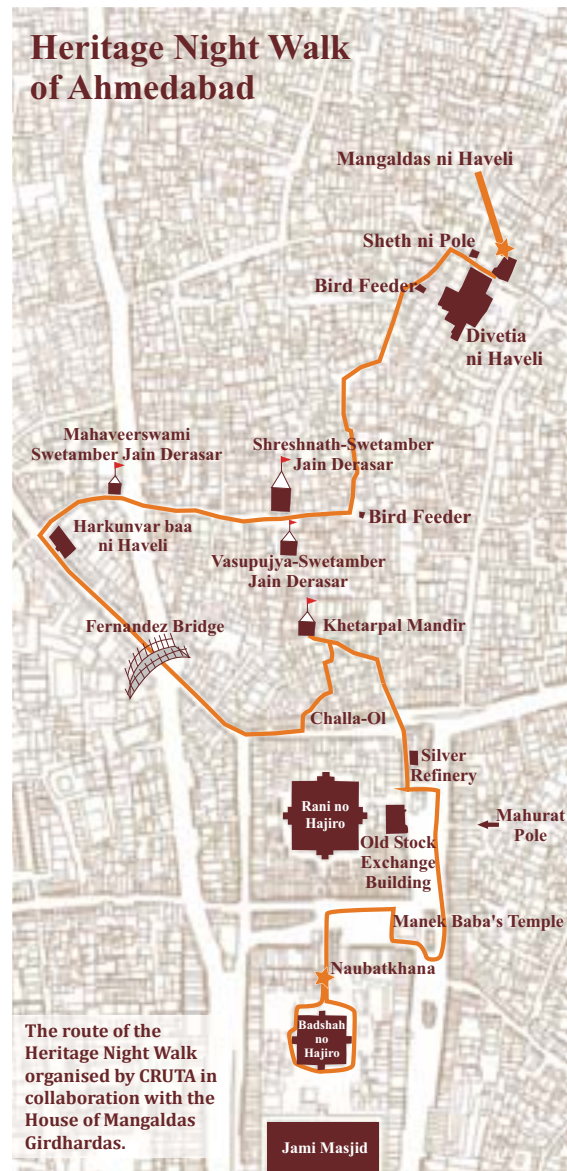 Heritage Night Walk
of Ahmedabad
Mangaldas ni Haveli
Sheth ni Pole
Bird Feeder
Divetia
ni Haveli
Mahaveerswami
Swetamber Jain Derasar
Shreshnath-Swetamber
Jain Derasar
Harkunvar baa
ni Haveli
Bird Feeder
Vasupujya-Swetamber
Jain Derasar
Fernandez Bridge
Khetarpal Mandir
Challa-Ol
Silver
Refinery
Rani no
Hajiro
Old Stock
Exchange
Building
Mahurat
Pole
Manek Baba's Temple
Naubatkhana
Badshah
no
Hajiro
The route of the
Heritage Night Walk
organised by CRUTA in
collaboration with the
House of Mangaldas
Girdhardas.
Jami Masjid